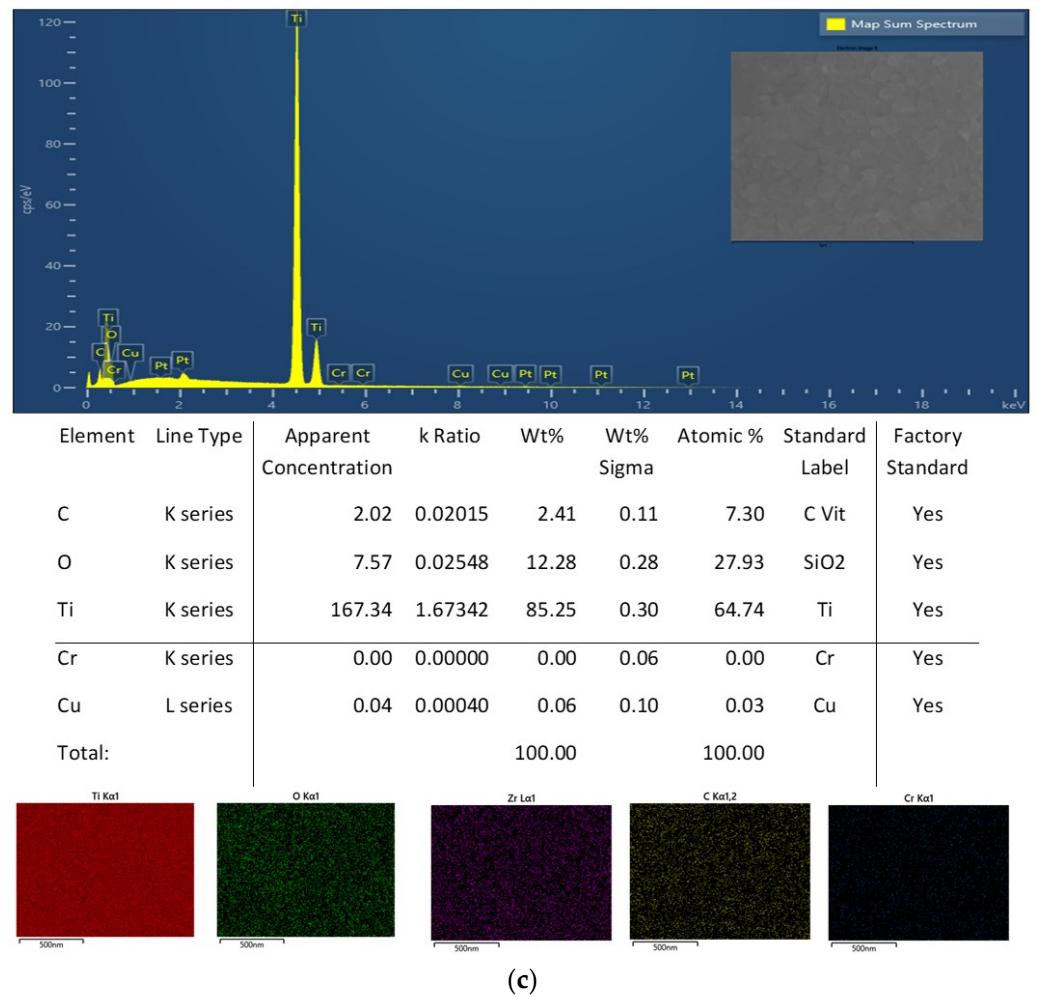 Map Sum Spectrum
Electron Image 8
120
100
80
60
40
20
0
cps/eV
Ti
Ti
O
C
Cr
Cu
Pt
Pt
Ti
Cr
Cr
Cu
Cu
Pt
Pt
Pt
Pt
0 2 4 6 8 10 12 14 16 18 keV
Element Line Type Apparent Concentration k Ratio Wt% Wt% Sigma Atomic % Standard Label Factory Standard
C K series 2.02 0.02015 2.41 0.11 7.30 C Vit Yes
O K series 7.57 0.02548 12.28 0.28 27.93 SiO2 Yes
Ti K series 167.34 1.67342 85.25 0.30 64.74 Ti Yes
Cr K series 0.00 0.00000 0.00 0.06 0.00 Cr Yes
Cu L series 0.04 0.00040 0.06 0.10 0.03 Cu Yes
Total: 100.00 100.00
Ti Kα1 O Kα1 Zr Lα1 C Kα1,2 Cr Kα1
500nm 500nm 500nm 500nm 500nm
(c)